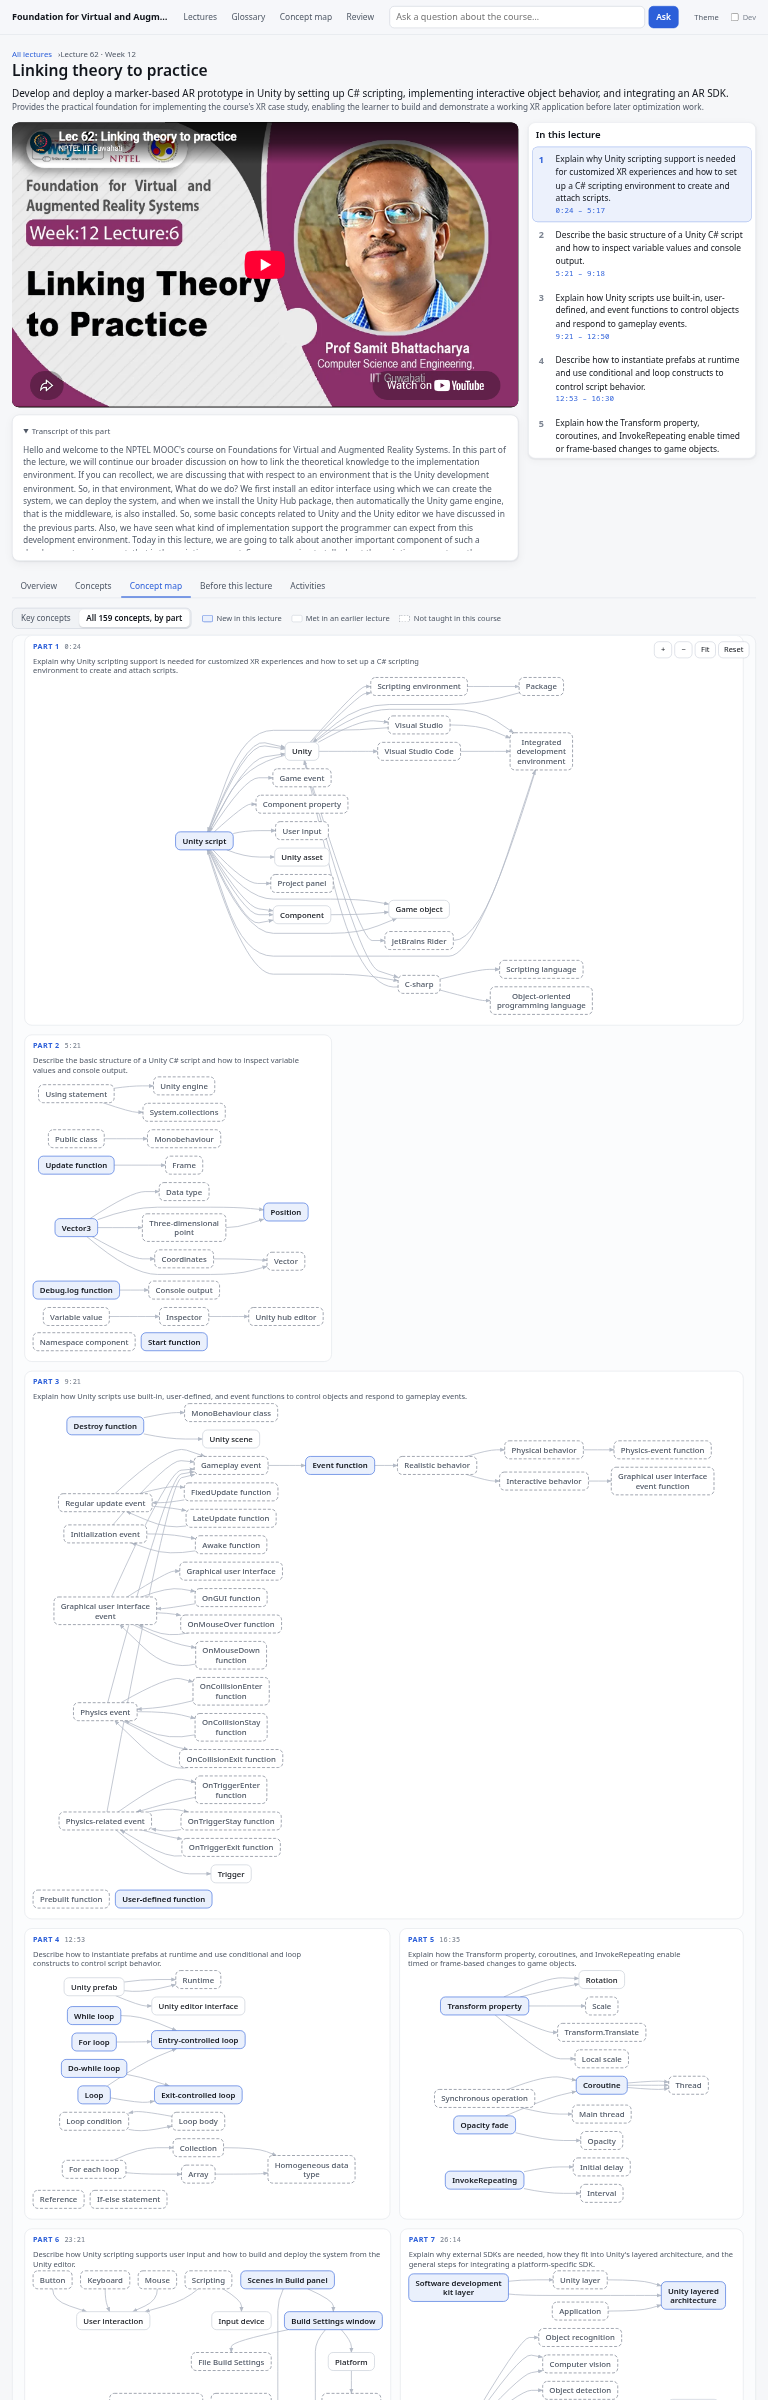 Foundation for Virtual and Augm...
Lectures
Glossary
Concept map
Review
Ask a question about the course...
Ask
Theme
Dev
All lectures ›Lecture 62 · Week 12
Linking theory to practice
Develop and deploy a marker-based AR prototype in Unity by setting up C# scripting, implementing interactive object behavior, and integrating an AR SDK.
Provides the practical foundation for implementing the course's XR case study, enabling the learner to build and demonstrate a working XR application before later optimization work.
Lec 62: Linking theory to practice
NPTEL IIT Guwahati
NPTEL
Foundation for Virtual and
Augmented Reality Systems
Week:12 Lecture:6
Linking Theory
to Practice
Prof Samit Bhattacharya
Computer Science and Engineering,
IIT Guwahati
Watch on YouTube
In this lecture
1
Explain why Unity scripting support is needed
for customized XR experiences and how to set
up a C# scripting environment to create and
attach scripts.
0:24 – 5:17
2
Describe the basic structure of a Unity C# script
and how to inspect variable values and console
output.
5:21 – 9:18
3
Explain how Unity scripts use built-in, user-
defined, and event functions to control objects
and respond to gameplay events.
9:21 – 12:50
4
Describe how to instantiate prefabs at runtime
and use conditional and loop constructs to
control script behavior.
12:53 – 16:30
5
Explain how the Transform property,
coroutines, and InvokeRepeating enable timed
or frame-based changes to game objects.
▼ Transcript of this part
Hello and welcome to the NPTEL MOOC's course on Foundations for Virtual and Augmented Reality Systems. In this part of
the lecture, we will continue our broader discussion on how to link the theoretical knowledge to the implementation
environment. If you can recollect, we are discussing that with respect to an environment that is the Unity development
environment. So, in that environment, What do we do? We first install an editor interface using which we can create the
system, we can deploy the system, and when we install the Unity Hub package, then automatically the Unity game engine,
that is the middleware, is also installed. So, some basic concepts related to Unity and the Unity editor we have discussed in
the previous parts. Also, we have seen what kind of implementation support the programmer can expect from this
development environment. Today in this lecture, we are going to talk about another important component of such a
Overview
Concepts
Concept map
Before this lecture
Activities
Key concepts
All 159 concepts, by part
New in this lecture
Met in an earlier lecture
Not taught in this course
PART 1 0:24
+
−
Fit
Reset
Explain why Unity scripting support is needed for customized XR experiences and how to set up a C# scripting
environment to create and attach scripts.
Scripting environment
Package
Visual Studio
Unity
Visual Studio Code
Integrated
development
environment
Game event
Component property
User input
Unity script
Unity asset
Project panel
Component
Game object
JetBrains Rider
Scripting language
C-sharp
Object-oriented
programming language
PART 2 5:21
Describe the basic structure of a Unity C# script and how to inspect variable
values and console output.
Using statement
Unity engine
System.collections
Public class
Monobehaviour
Update function
Frame
Data type
Position
Vector3
Three-dimensional
point
Coordinates
Vector
Debug.log function
Console output
Variable value
Inspector
Unity hub editor
Namespace component
Start function
PART 3 9:21
Explain how Unity scripts use built-in, user-defined, and event functions to control objects and respond to gameplay events.
MonoBehaviour class
Destroy function
Unity scene
Gameplay event
Event function
Realistic behavior
Physical behavior
Physics-event function
Interactive behavior
Graphical user interface
event function
FixedUpdate function
Regular update event
LateUpdate function
Initialization event
Awake function
Graphical user interface
OnGUI function
Graphical user interface
event
OnMouseOver function
OnMouseDown
function
OnCollisionEnter
function
Physics event
OnCollisionStay
function
OnCollisionExit function
OnTriggerEnter
function
Physics-related event
OnTriggerStay function
OnTriggerExit function
Trigger
Prebuilt function
User-defined function
PART 4 12:53
Describe how to instantiate prefabs at runtime and use conditional and loop
constructs to control script behavior.
Unity prefab
Runtime
Unity editor interface
While loop
For loop
Entry-controlled loop
Do-while loop
Loop
Exit-controlled loop
Loop condition
Loop body
Collection
For each loop
Array
Homogeneous data
type
Reference
If-else statement
PART 5 16:35
Explain how the Transform property, coroutines, and InvokeRepeating enable
timed or frame-based changes to game objects.
Rotation
Transform property
Scale
Transform.Translate
Local scale
Coroutine
Thread
Synchronous operation
Main thread
Opacity fade
Opacity
Initial delay
InvokeRepeating
Interval
PART 6 23:21
Describe how Unity scripting supports user input and how to build and deploy the system from the
Unity editor.
Button
Keyboard
Mouse
Scripting
Scenes in Build panel
User interaction
Input device
Build Settings window
File Build Settings
Platform
PART 7 26:14
Explain why external SDKs are needed, how they fit into Unity's layered architecture, and the
general steps for integrating a platform-specific SDK.
Software development
kit layer
Unity layer
Unity layered
architecture
Application
Object recognition
Computer vision
Object detection